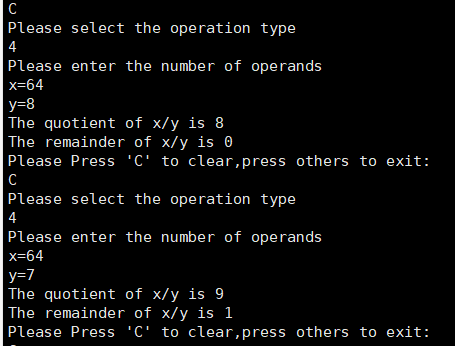 C
Please select the operation type
4
Please enter the number of operands
x=64
y=8
The quotient of x/y is 8
The remainder of x/y is 0
Please Press 'C' to clear,press others to exit:
C
Please select the operation type
4
Please enter the number of operands
x=64
y=7
The quotient of x/y is 9
The remainder of x/y is 1
Please Press 'C' to clear,press others to exit: